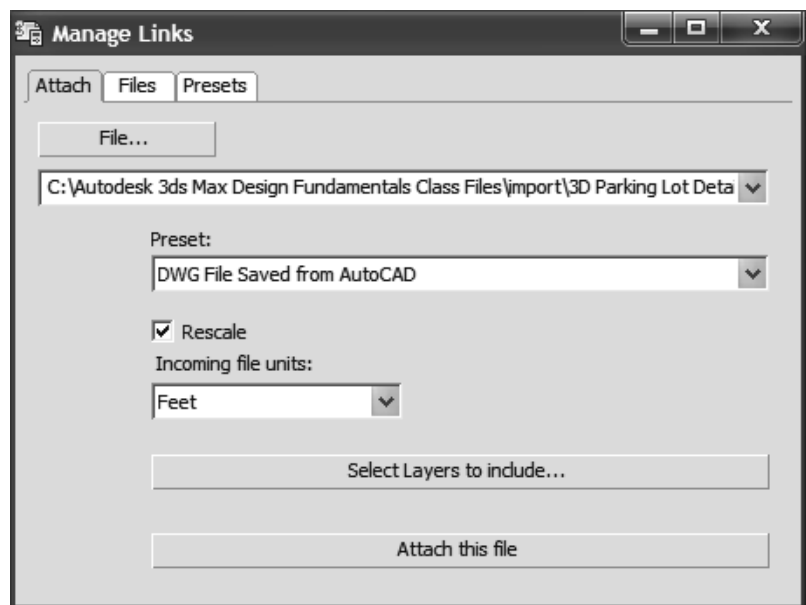 Manage Links
Attach Files Presets
File...
C:\Autodesk 3ds Max Design Fundamentals Class Files\import\3D Parking Lot Detai
Preset:
DWG File Saved from AutoCAD
Rescale
Incoming file units:
Feet
Select Layers to include...
Attach this file